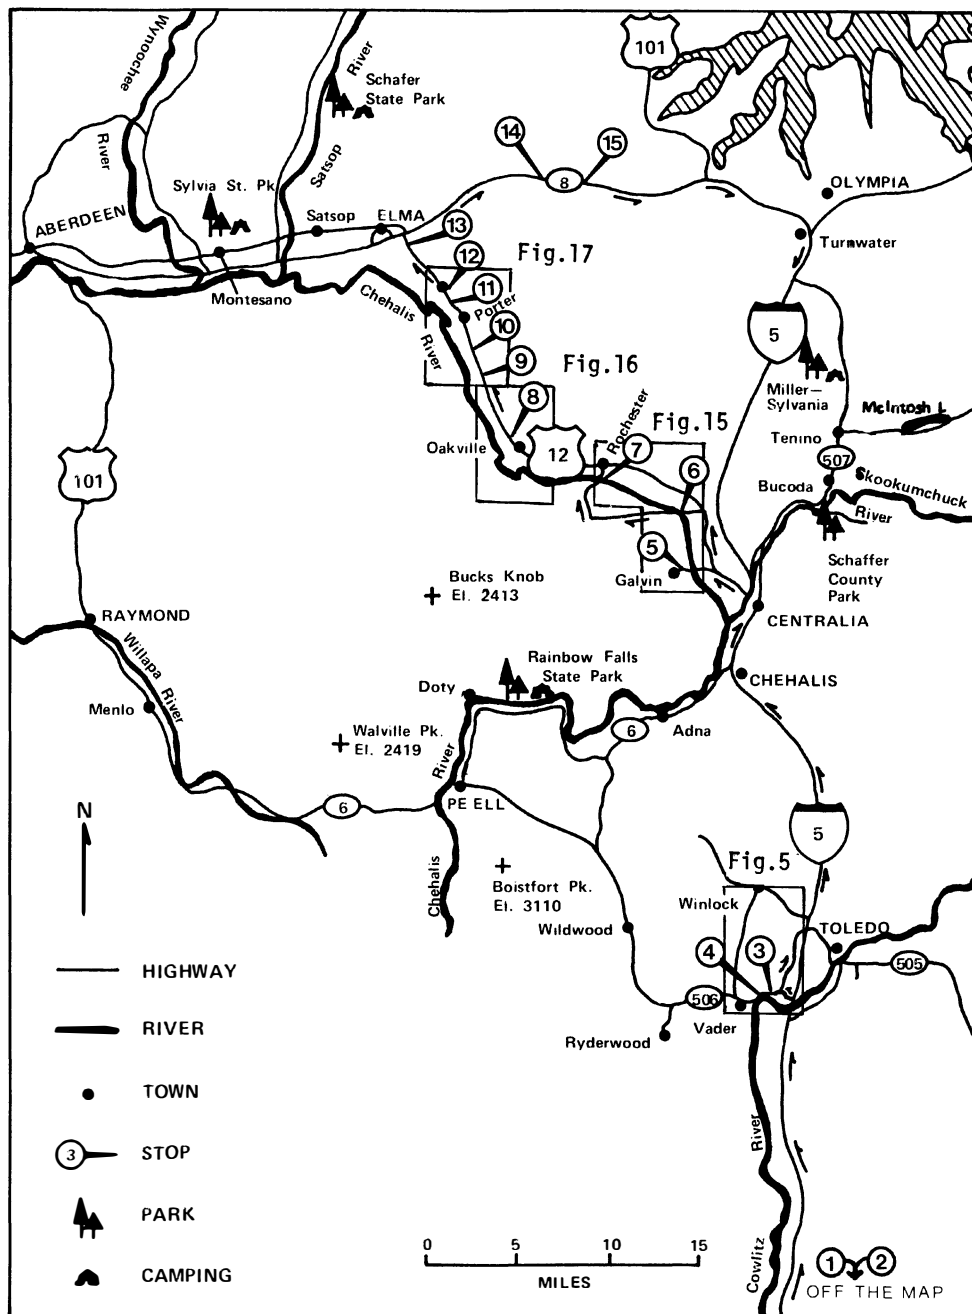 101
Wynoochee
River
River
Satsop
Schafer
State Park
14
15
8
OLYMPIA
Sylvia St. Pk.
ABERDEEN
Satsop
ELMA
13
Turnwater
Montesano
Fig.17
12
11
Porter
Chehalis
River
10
5
9
Fig.16
8
Miller–
Sylvania
McIntosh L
Fig.15
Rochester
Oakville
12
7
Tenino
507
101
6
Bucoda
Skookumchuck
River
5
Galvin
Schaffer
County
Park
Bucks Knob
El. 2413
CENTRALIA
RAYMOND
Willapa River
Rainbow Falls
State Park
CHEHALIS
Doty
Menlo
6
Adna
Walville Pk.
El. 2419
River
6
PE ELL
N
5
Chehalis
Boistfort Pk.
El. 3110
Fig.5
Winlock
Wildwood
TOLEDO
4
3
505
506
Vader
Ryderwood
HIGHWAY
RIVER
TOWN
3
STOP
PARK
CAMPING
River
Cowlitz
0
5
10
15
MILES
1
2
OFF THE MAP